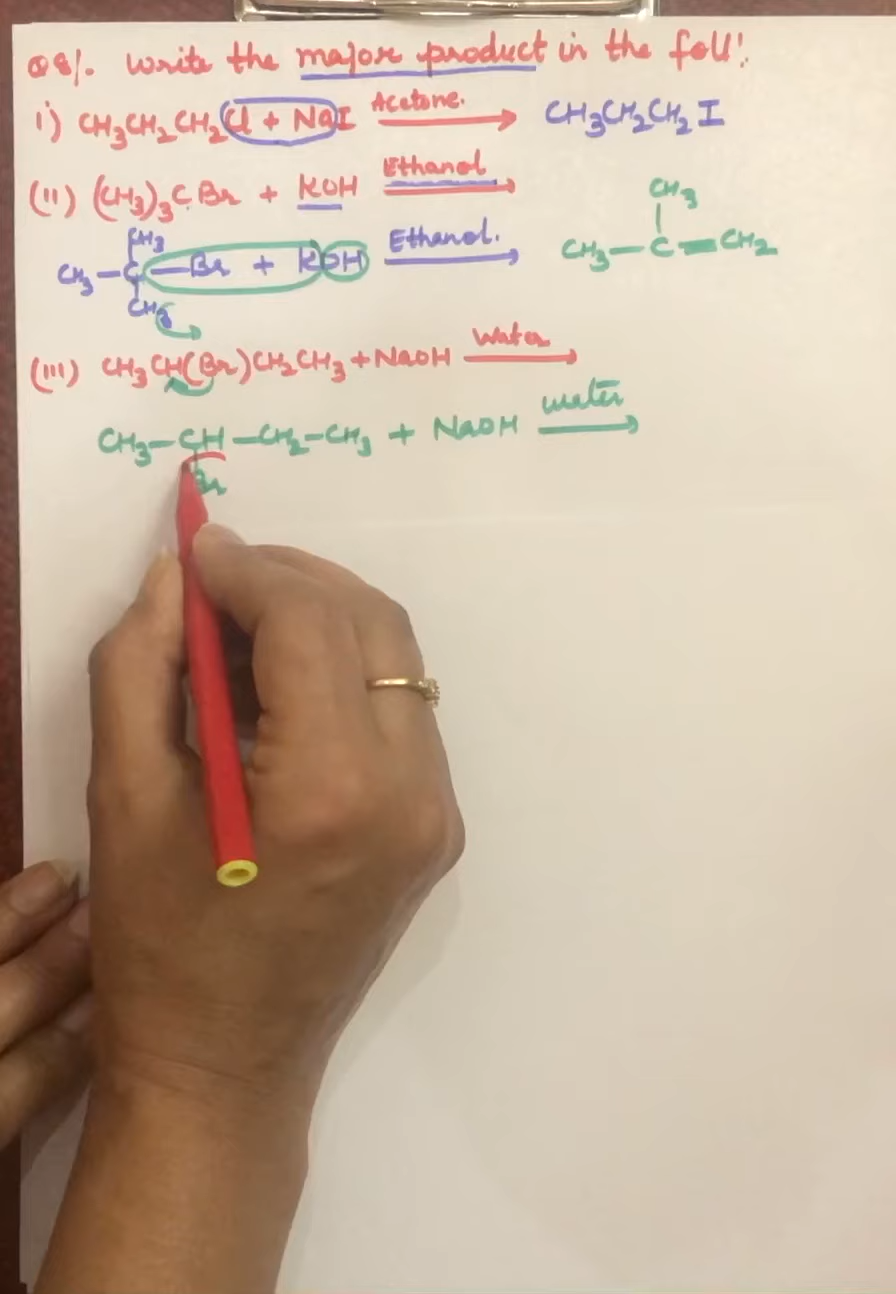 Q8/. Write the major product in the foll!
i) CH₃CH₂CH₂Cl + NaI Acetone. → CH₃CH₂CH₂I
(ii) (CH₃)₃CBr + KOH Ethanol →
CH₃
CH₃
CH₃—C—Br + KOH Ethanol. → CH₃—C=CH₂
CH₃
(iii) CH₃CH(Br)CH₂CH₃ + NaOH Water →
CH₃—CH—CH₂—CH₃ + NaOH water →
Br